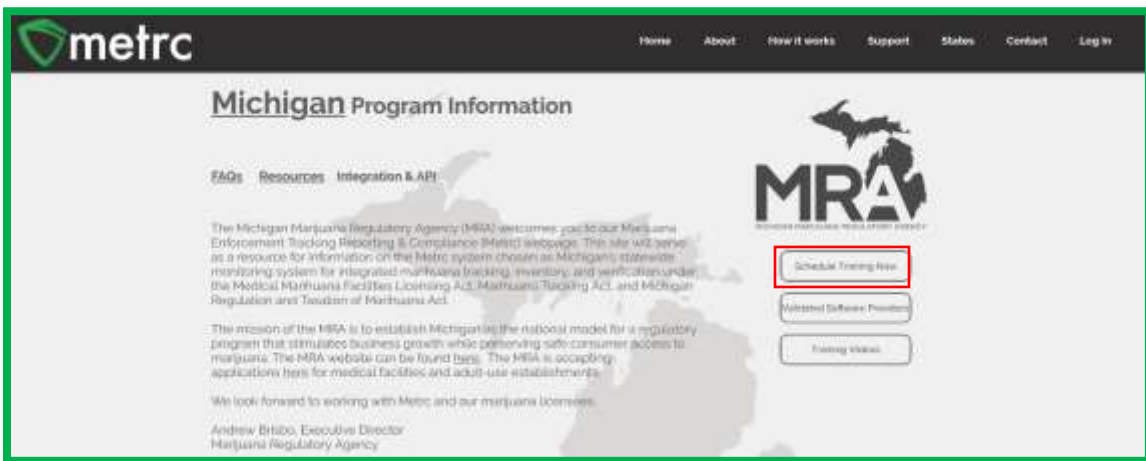 metrc
Home About How it works Support States Contact Log In
Michigan Program Information
FAQs Resources Integration & API
The Michigan Marijuana Regulatory Agency (MRA) welcomes you to our Marijuana
Enforcement Tracking Reporting & Compliance (Metrc) webpage. This site will serve
as a resource for information on the Metrc system chosen as Michigan's statewide
monitoring system for integrated marihuana tracking, inventory, and verification under
the Medical Marihuana Facilities Licensing Act, Marihuana Tracking Act, and Michigan
Regulation and Taxation of Marihuana Act.
The mission of the MRA is to establish Michigan as the national model for a regulatory
program that stimulates business growth while preserving safe consumer access to
marijuana. The MRA website can be found here. The MRA is accepting
applications here for medical facilities and adult-use establishments.
We look forward to working with Metrc and our marijuana licensees.
Andrew Brisbo, Executive Director
Marijuana Regulatory Agency
MRA
MICHIGAN MARIJUANA REGULATORY AGENCY
Schedule Training Now
Validated Software Providers
Training Videos